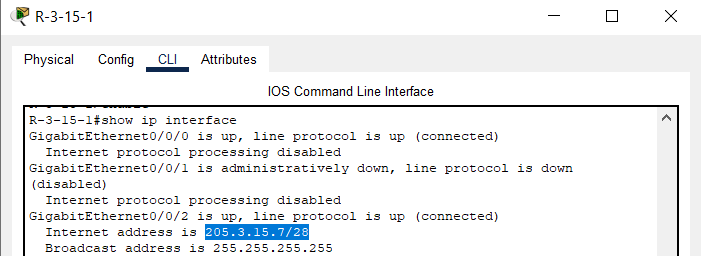 R-3-15-1
Physical Config CLI Attributes
IOS Command Line Interface
R-3-15-1#show ip interface
GigabitEthernet0/0/0 is up, line protocol is up (connected)
Internet protocol processing disabled
GigabitEthernet0/0/1 is administratively down, line protocol is down
(disabled)
Internet protocol processing disabled
GigabitEthernet0/0/2 is up, line protocol is up (connected)
Internet address is 205.3.15.7/28
Broadcast address is 255.255.255.255